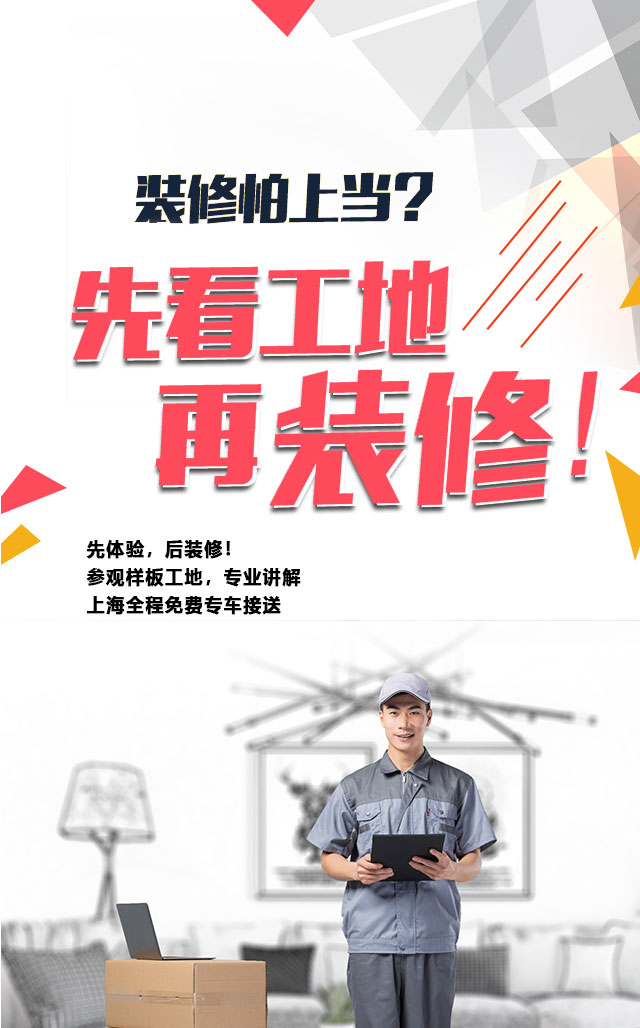 装修怕上当?
先看工地
再装修!
先体验，后装修!
参观样板工地，专业讲解
上海全程免费专车接送